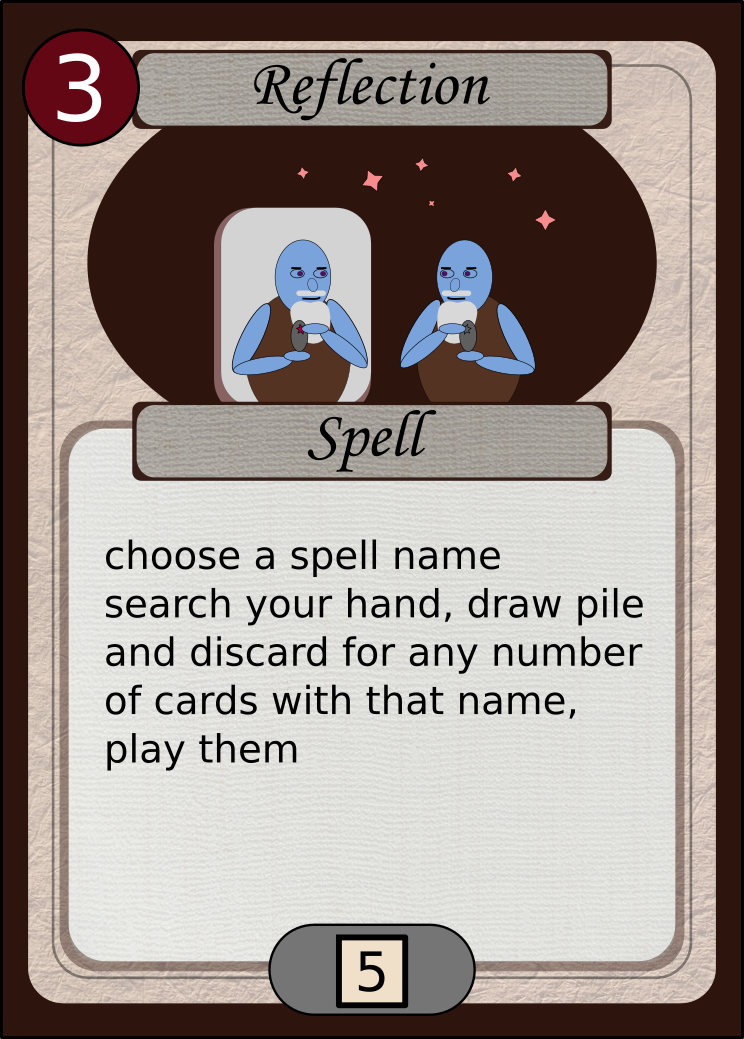 3
Reflection
Spell
choose a spell name
search your hand, draw pile
and discard for any number
of cards with that name,
play them
5